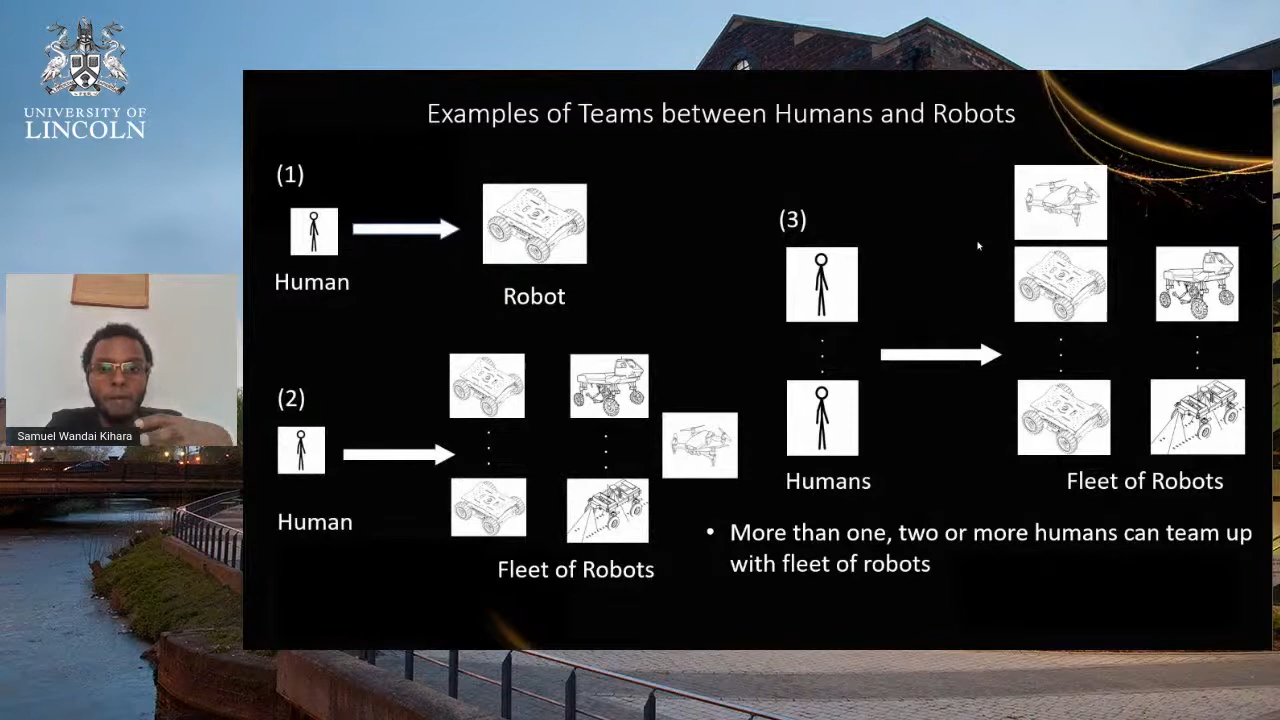 UNIVERSITY OF
LINCOLN
Examples of Teams between Humans and Robots
(1)
Human
Robot
(2)
Human
Fleet of Robots
(3)
Humans
Fleet of Robots
• More than one, two or more humans can team up
with fleet of robots
Samuel Wandai Kihara